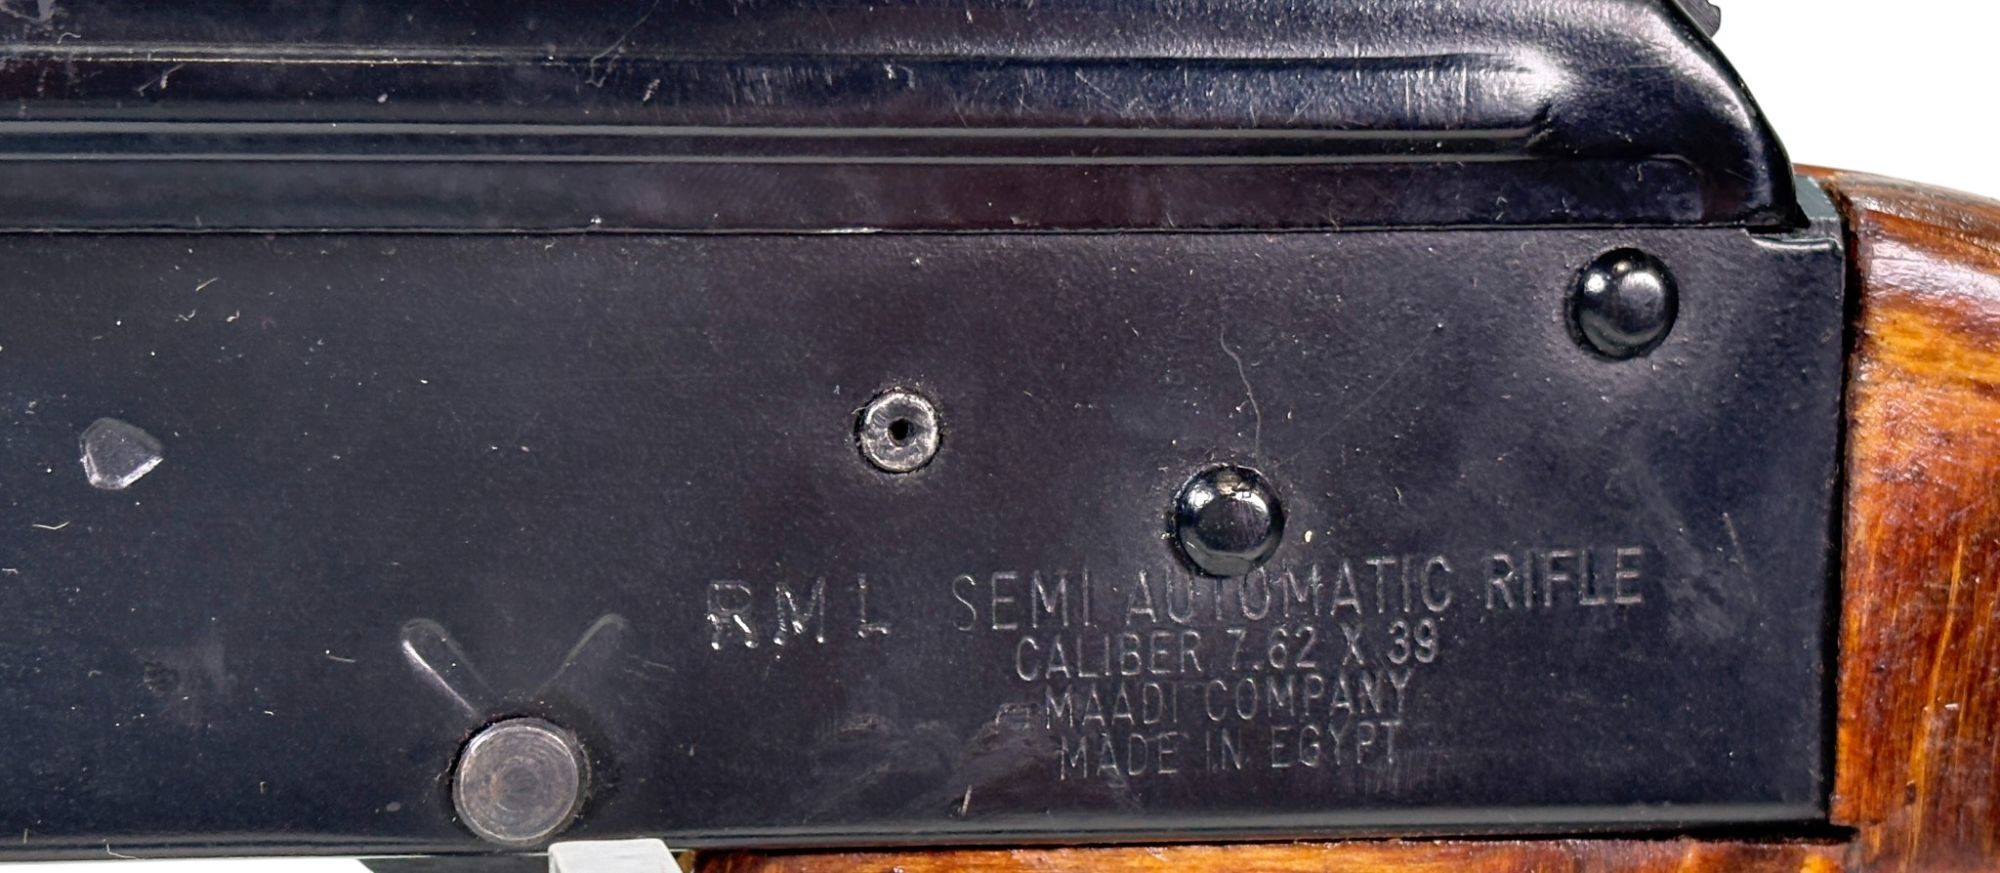 RML SEMI AUTOMATIC RIFLE
CALIBER 7.62 X 39
MAADI COMPANY
MADE IN EGYPT